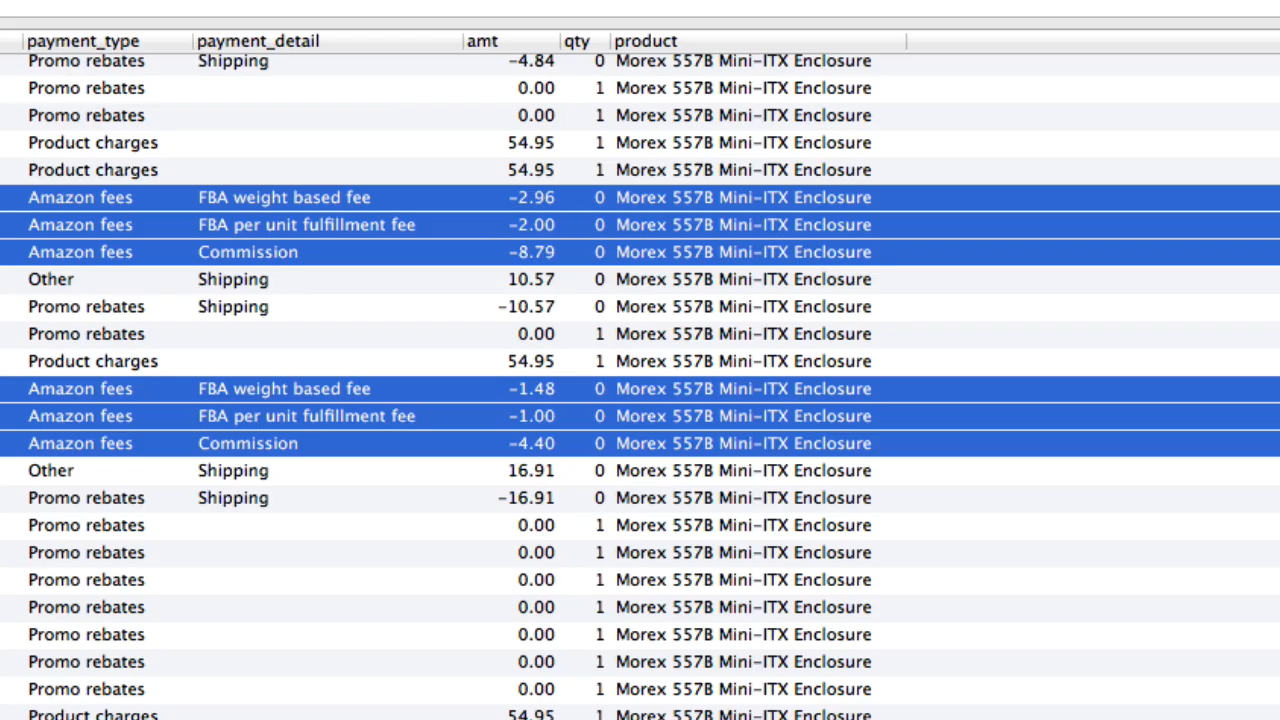 payment_type payment_detail amt qty product
Promo rebates Shipping −4.84 0 Morex 557B Mini−ITX Enclosure
Promo rebates 0.00 1 Morex 557B Mini−ITX Enclosure
Promo rebates 0.00 1 Morex 557B Mini−ITX Enclosure
Product charges 54.95 1 Morex 557B Mini−ITX Enclosure
Product charges 54.95 1 Morex 557B Mini−ITX Enclosure
Amazon fees FBA weight based fee −2.96 0 Morex 557B Mini−ITX Enclosure
Amazon fees FBA per unit fulfillment fee −2.00 0 Morex 557B Mini−ITX Enclosure
Amazon fees Commission −8.79 0 Morex 557B Mini−ITX Enclosure
Other Shipping 10.57 0 Morex 557B Mini−ITX Enclosure
Promo rebates Shipping −10.57 0 Morex 557B Mini−ITX Enclosure
Promo rebates 0.00 1 Morex 557B Mini−ITX Enclosure
Product charges 54.95 1 Morex 557B Mini−ITX Enclosure
Amazon fees FBA weight based fee −1.48 0 Morex 557B Mini−ITX Enclosure
Amazon fees FBA per unit fulfillment fee −1.00 0 Morex 557B Mini−ITX Enclosure
Amazon fees Commission −4.40 0 Morex 557B Mini−ITX Enclosure
Other Shipping 16.91 0 Morex 557B Mini−ITX Enclosure
Promo rebates Shipping −16.91 0 Morex 557B Mini−ITX Enclosure
Promo rebates 0.00 1 Morex 557B Mini−ITX Enclosure
Promo rebates 0.00 1 Morex 557B Mini−ITX Enclosure
Promo rebates 0.00 1 Morex 557B Mini−ITX Enclosure
Promo rebates 0.00 1 Morex 557B Mini−ITX Enclosure
Promo rebates 0.00 1 Morex 557B Mini−ITX Enclosure
Promo rebates 0.00 1 Morex 557B Mini−ITX Enclosure
Promo rebates 0.00 1 Morex 557B Mini−ITX Enclosure
Product charges 54.95 1 Morex 557B Mini−ITX Enclosure